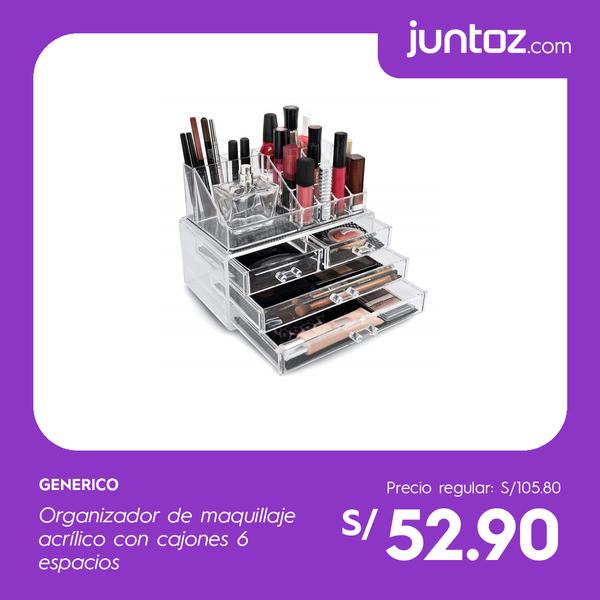 juntoz.com
GENERICO
Organizador de maquillaje
acrílico con cajones 6
espacios
Precio regular: S/105.80
S/52.90